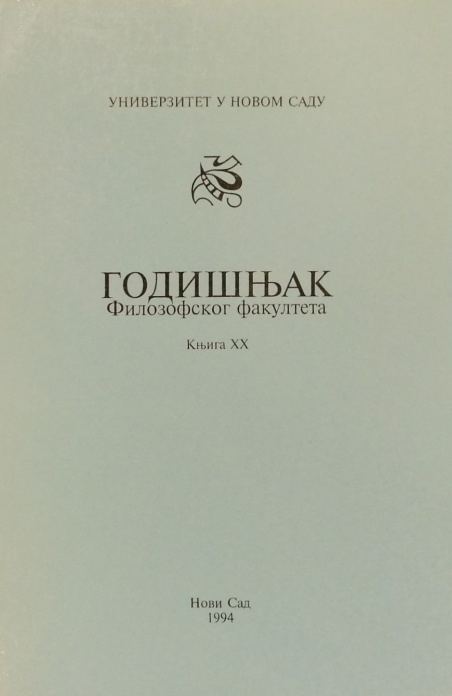 УНИВЕРЗИТЕТ У НОВОМ САДУ
ГОДИШЊАК
Филозофског факултета
Књига XX
Нови Сад
1994